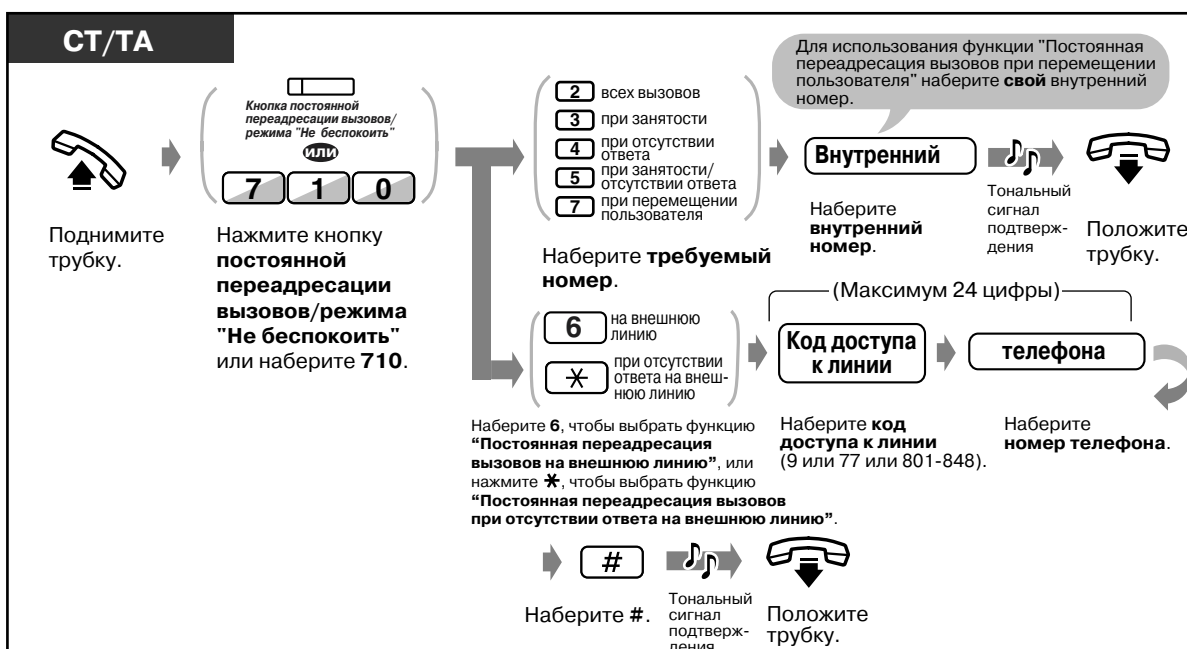 СТ/ТА
Для использования функции "Постоянная
переадресация вызовов при перемещении
пользователя" наберите свой внутренний
номер.
Кнопка постоянной
переадресации вызовов/
режима "Не беспокоить"
или
7 1 0
2 всех вызовов
3 при занятости
4 при отсутствии
ответа
5 при занятости/
отсутствии ответа
7 при перемещении
пользователя
Внутренний
Поднимите
трубку.
Нажмите кнопку
постоянной
переадресации
вызовов/режима
"Не беспокоить"
или наберите 710.
Наберите требуемый
номер.
Наберите
внутренний
номер.
Тональный
сигнал
подтверж-
дения
Положите
трубку.
6 на внешнюю
линию
* при отсутствии
ответа на внеш-
нюю линию
(Максимум 24 цифры)
Код доступа
к линии
телефона
Наберите 6, чтобы выбрать функцию
“Постоянная переадресация
вызовов на внешнюю линию”, или
нажмите *, чтобы выбрать функцию
“Постоянная переадресация вызовов
при отсутствии ответа на внешнюю линию”.
Наберите код
доступа к линии
(9 или 77 или 801-848).
Наберите
номер телефона.
#
Наберите #.
Тональный
сигнал
подтверж-
дения
Положите
трубку.